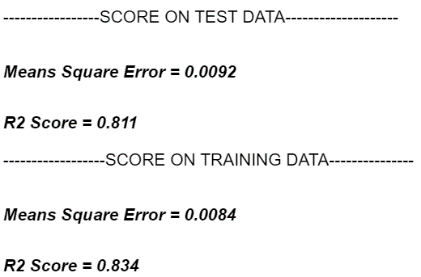 -----------------SCORE ON TEST DATA--------------------
Means Square Error = 0.0092
R2 Score = 0.811
------------------SCORE ON TRAINING DATA---------------
Means Square Error = 0.0084
R2 Score = 0.834